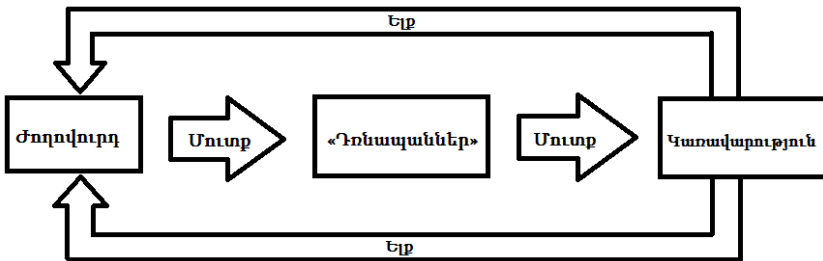 Ելք
Ժողովուրդ
Մուտք
«Դռնապաններ»
Մուտք
Կառավարություն
Ելք